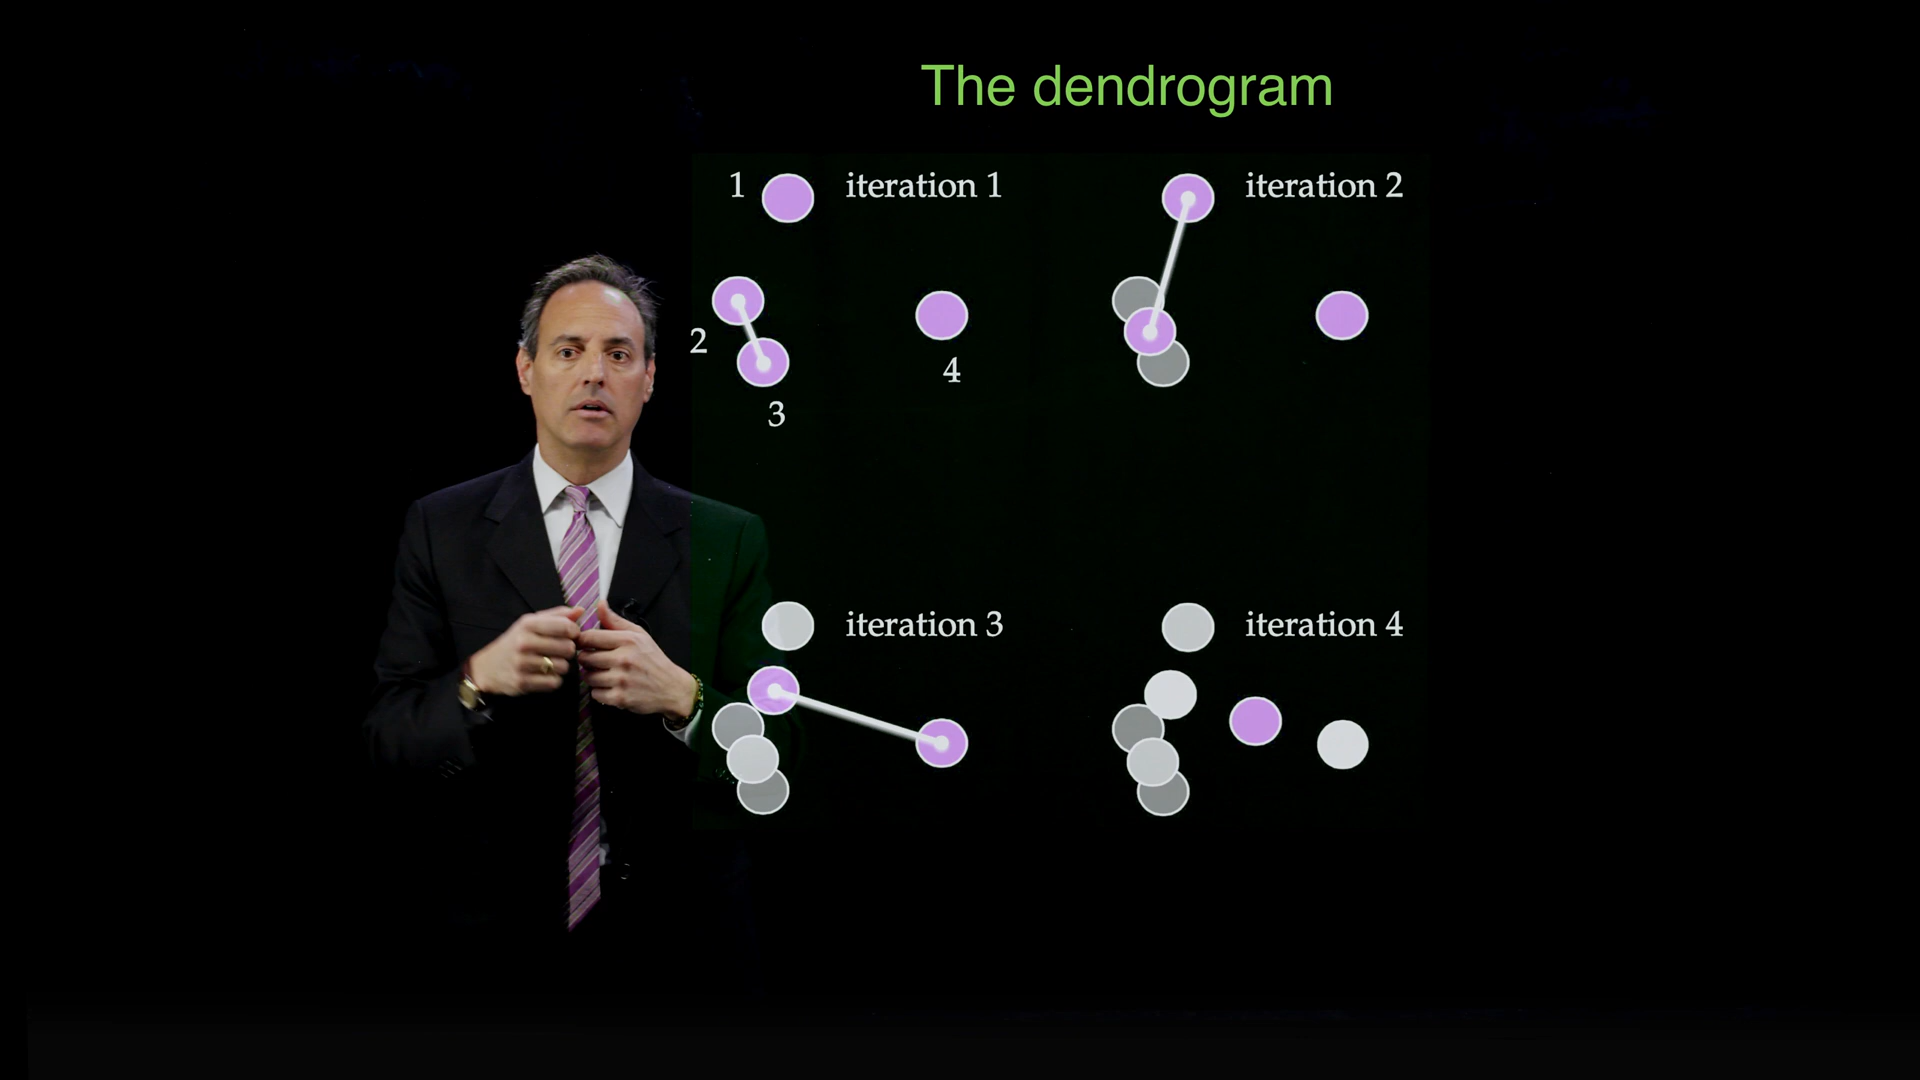 The dendrogram
1
iteration 1
iteration 2
2
4
3
iteration 3
iteration 4